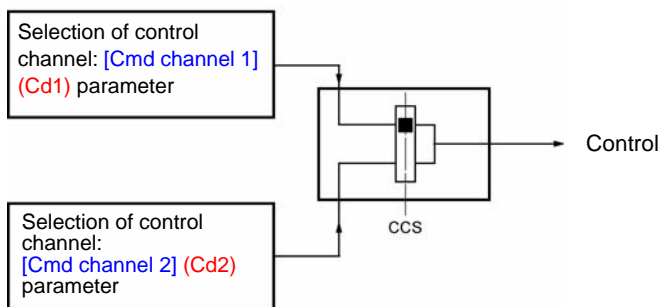 Selection of control
channel: [Cmd channel 1]
(Cd1) parameter
Control
Selection of control
channel:
[Cmd channel 2] (Cd2)
parameter
CCS